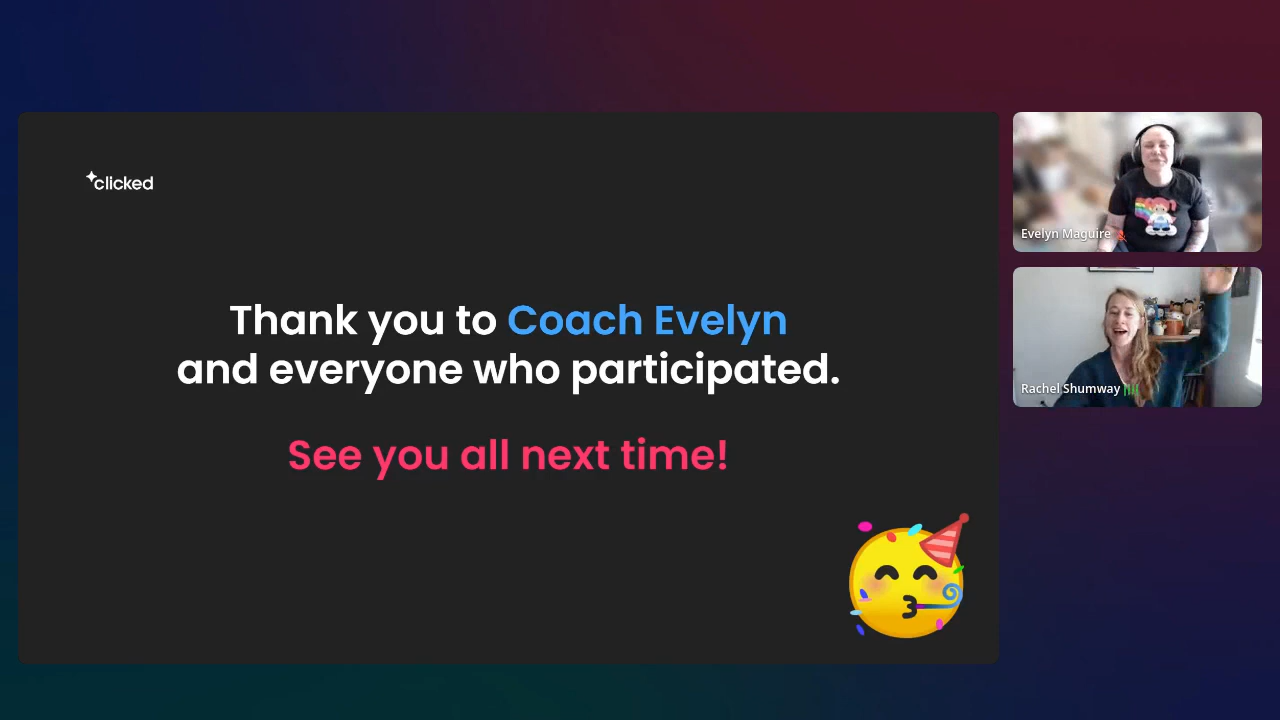 clicked
Thank you to Coach Evelyn
and everyone who participated.
See you all next time!
Evelyn Maguire
Rachel Shumway